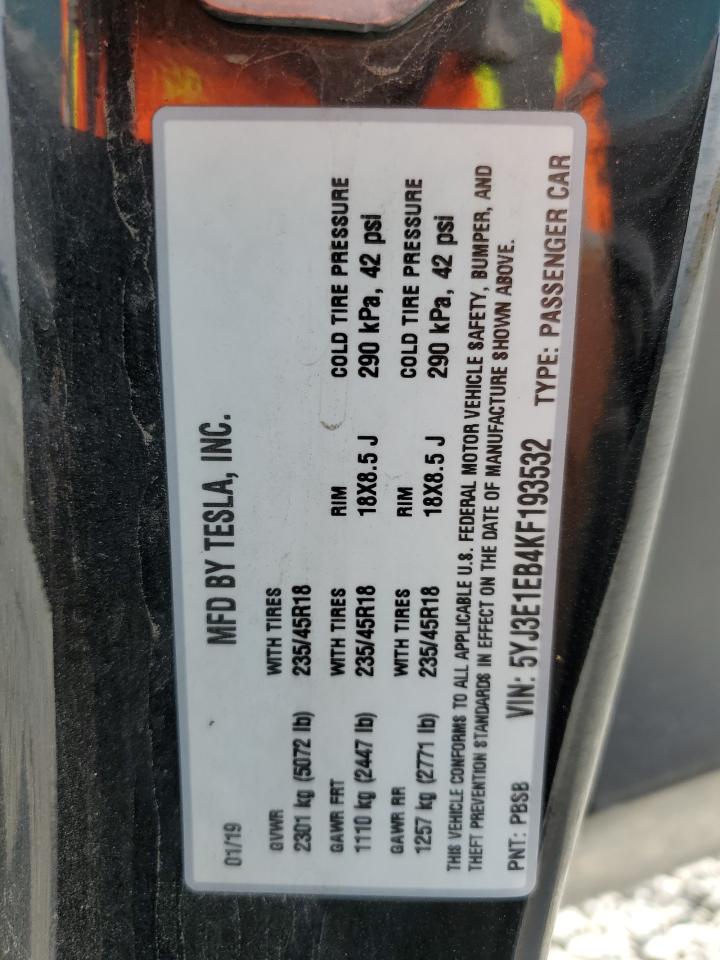 01/19 MFD BY TESLA, INC.
GVWR WITH TIRES
2301 kg (5072 lb) 235/45R18
GAWR FRT WITH TIRES RIM COLD TIRE PRESSURE
1110 kg (2447 lb) 235/45R18 18X8.5 J 290 kPa, 42 psi
GAWR RR WITH TIRES RIM COLD TIRE PRESSURE
1257 kg (2771 lb) 235/45R18 18X8.5 J 290 kPa, 42 psi
THIS VEHICLE CONFORMS TO ALL APPLICABLE U.S. FEDERAL MOTOR VEHICLE SAFETY, BUMPER, AND
THEFT PREVENTION STANDARDS IN EFFECT ON THE DATE OF MANUFACTURE SHOWN ABOVE.
PNT: PBSB VIN: 5YJ3E1EB4KF193532 TYPE: PASSENGER CAR